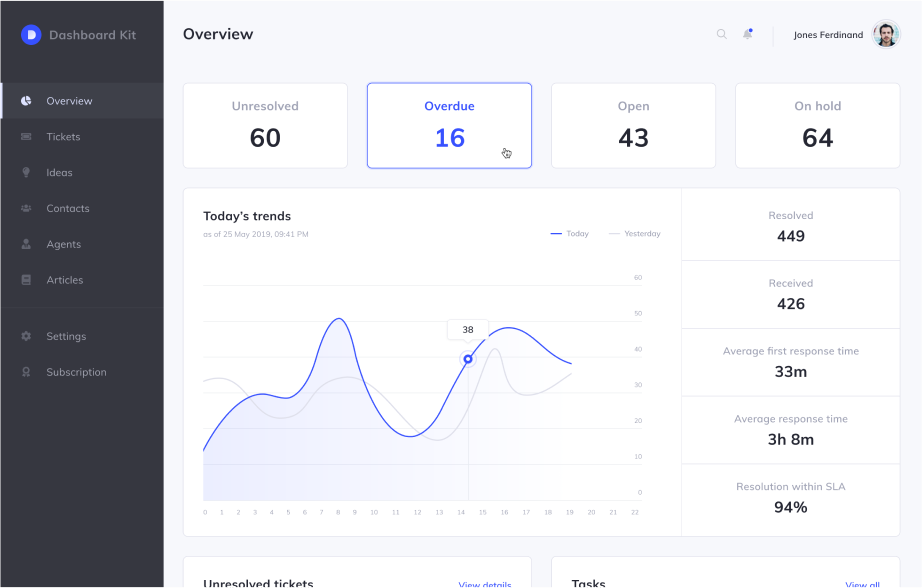 Dashboard Kit
Overview
Tickets
Ideas
Contacts
Agents
Articles
Settings
Subscription
Overview
Jones Ferdinand
Unresolved
60
Overdue
16
Open
43
On hold
64
Today's trends
as of 25 May 2019, 09:41 PM
Today
Yesterday
60
50
40
30
20
10
0
38
0 1 2 3 4 5 6 7 8 9 10 11 12 13 14 15 16 17 18 19 20 21 22
Resolved
449
Received
426
Average first response time
33m
Average response time
3h 8m
Resolution within SLA
94%
Unresolved tickets
View details
Tasks
View all